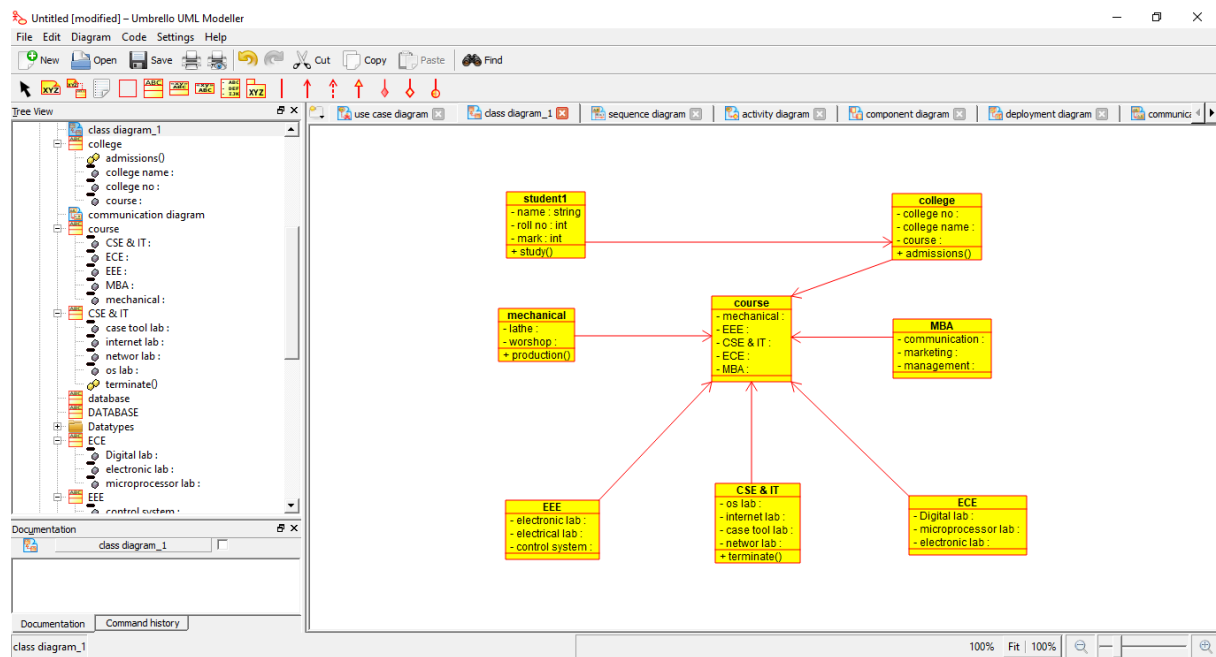 Untitled [modified] – Umbrello UML Modeller
File Edit Diagram Code Settings Help
New Open Save Cut Copy Paste Find
Tree View
use case diagram class diagram_1 sequence diagram activity diagram component diagram deployment diagram communica
class diagram_1
college
admissions()
college name :
college no :
course :
communication diagram
course
CSE & IT :
ECE :
EEE :
MBA :
mechanical :
CSE & IT
case tool lab :
internet lab :
networ lab :
os lab :
terminate()
database
DATABASE
Datatypes
ECE
Digital lab :
electronic lab :
microprocessor lab :
EEE
control system :
student1
- name : string
- roll no : int
- mark : int
+ study()
college
- college no :
- college name :
- course :
+ admissions()
course
- mechanical :
- EEE :
- CSE & IT :
- ECE :
- MBA :
mechanical
- lathe :
- worshop :
+ production()
MBA
- communication :
- marketing :
- management :
EEE
- electronic lab :
- electrical lab :
- control system :
CSE & IT
- os lab :
- internet lab :
- case tool lab :
- networ lab :
+ terminate()
ECE
- Digital lab :
- microprocessor lab :
- electronic lab :
Documentation
class diagram_1
Documentation Command history
class diagram_1
100% Fit 100%